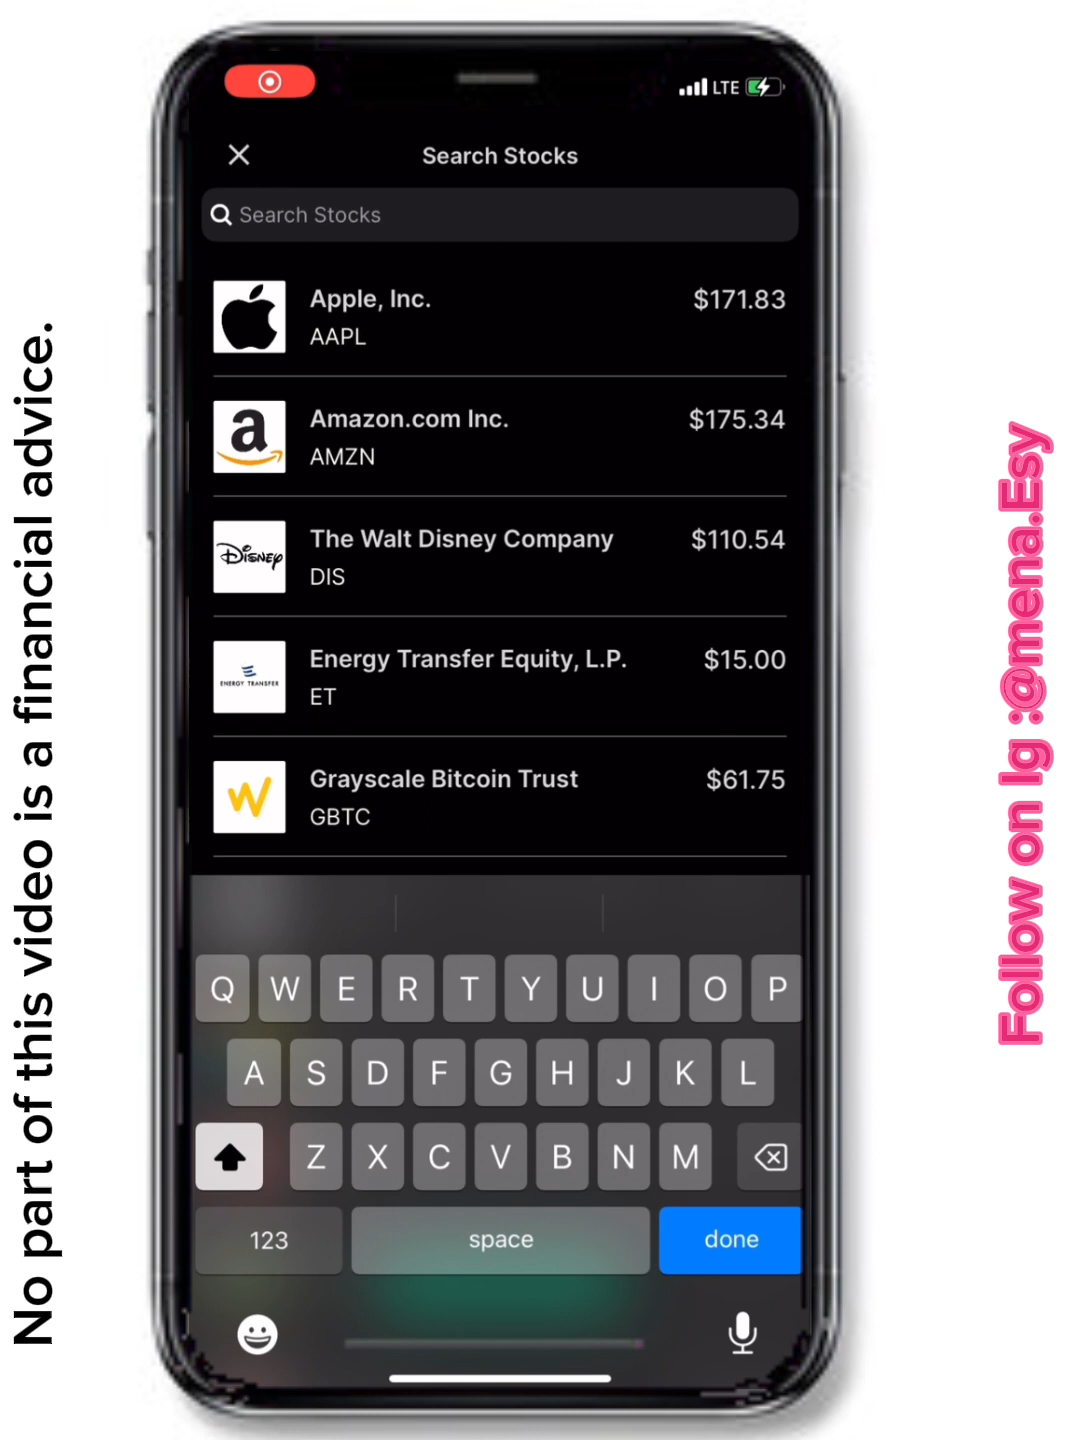 No part of this video is a financial advice.
LTE
Search Stocks
Search Stocks
Apple, Inc.
$171.83
AAPL
a
Amazon.com Inc.
$175.34
AMZN
Disney
The Walt Disney Company
$110.54
DIS
ENERGY TRANSFER
Energy Transfer Equity, L.P.
$15.00
ET
Grayscale Bitcoin Trust
$61.75
GBTC
Q W E R T Y U I O P
A S D F G H J K L
Z X C V B N M
123 space done
Follow on Ig :@mena.Esy